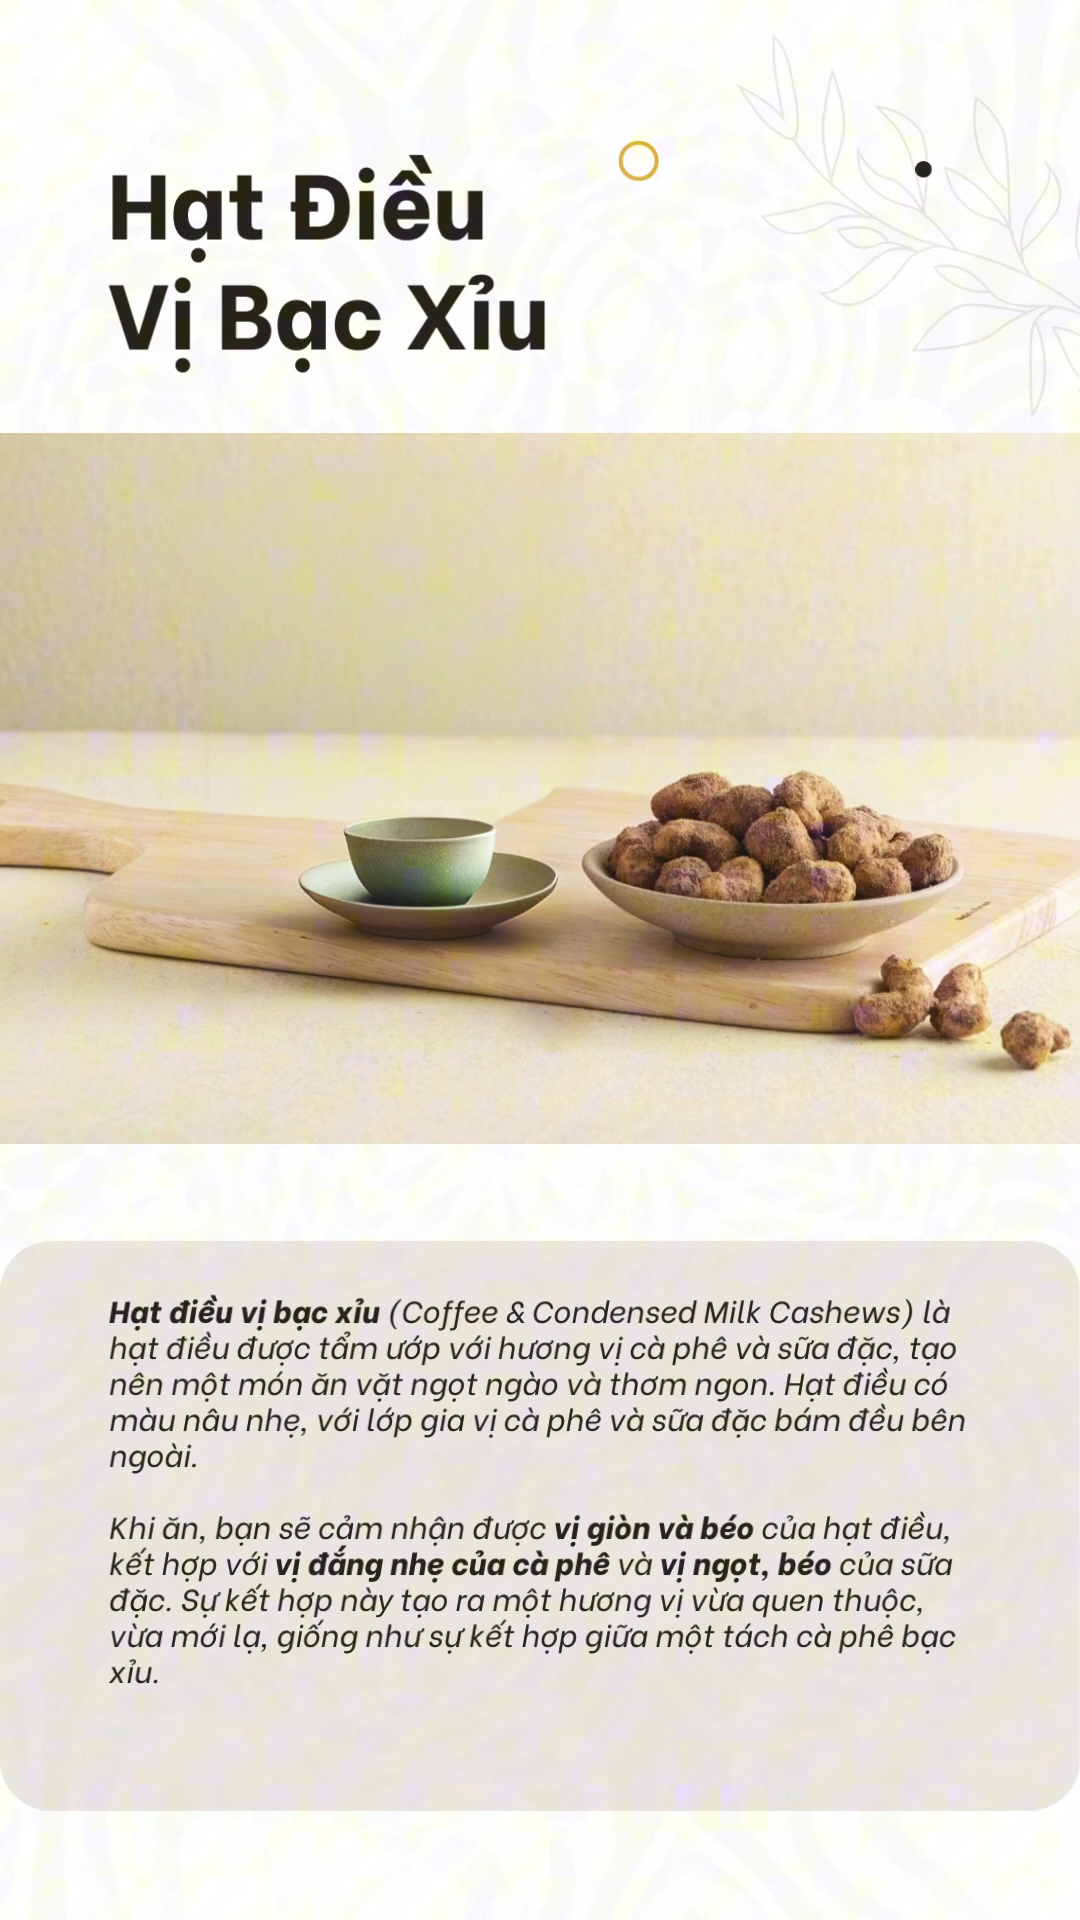 Hạt Điều
Vị Bạc Xỉu
Hạt điều vị bạc xỉu (Coffee & Condensed Milk Cashews) là
hạt điều được tẩm ướp với hương vị cà phê và sữa đặc, tạo
nên một món ăn vặt ngọt ngào và thơm ngon. Hạt điều có
màu nâu nhẹ, với lớp gia vị cà phê và sữa đặc bám đều bên
ngoài.
Khi ăn, bạn sẽ cảm nhận được vị giòn và béo của hạt điều,
kết hợp với vị đắng nhẹ của cà phê và vị ngọt, béo của sữa
đặc. Sự kết hợp này tạo ra một hương vị vừa quen thuộc,
vừa mới lạ, giống như sự kết hợp giữa một tách cà phê bạc
xỉu.